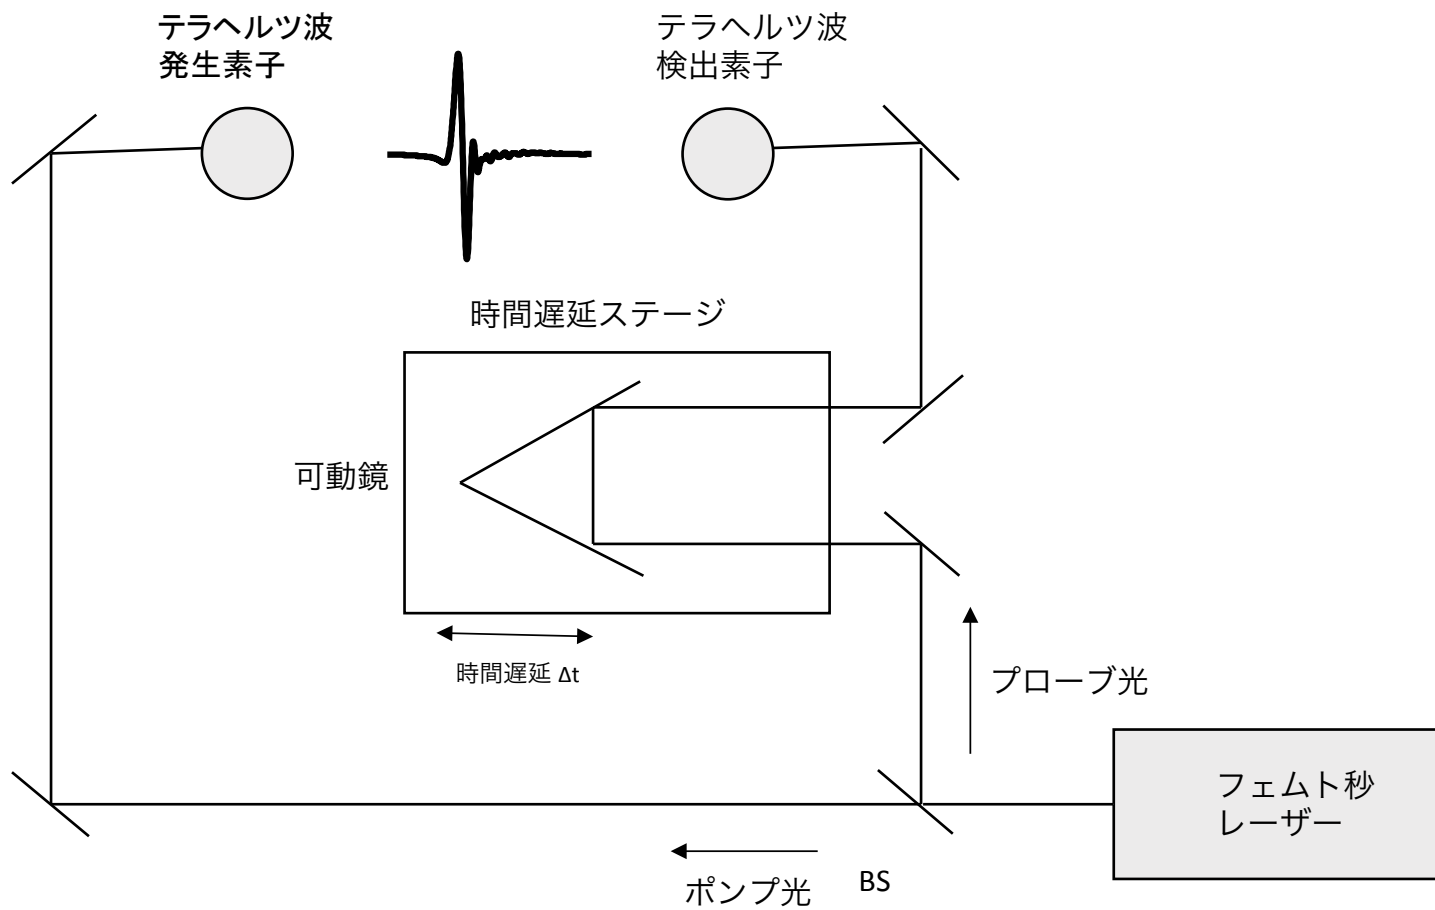 テラヘルツ波
発生素子
テラヘルツ波
検出素子
時間遅延ステージ
可動鏡
時間遅延 Δt
プローブ光
フェムト秒
レーザー
ポンプ光
BS